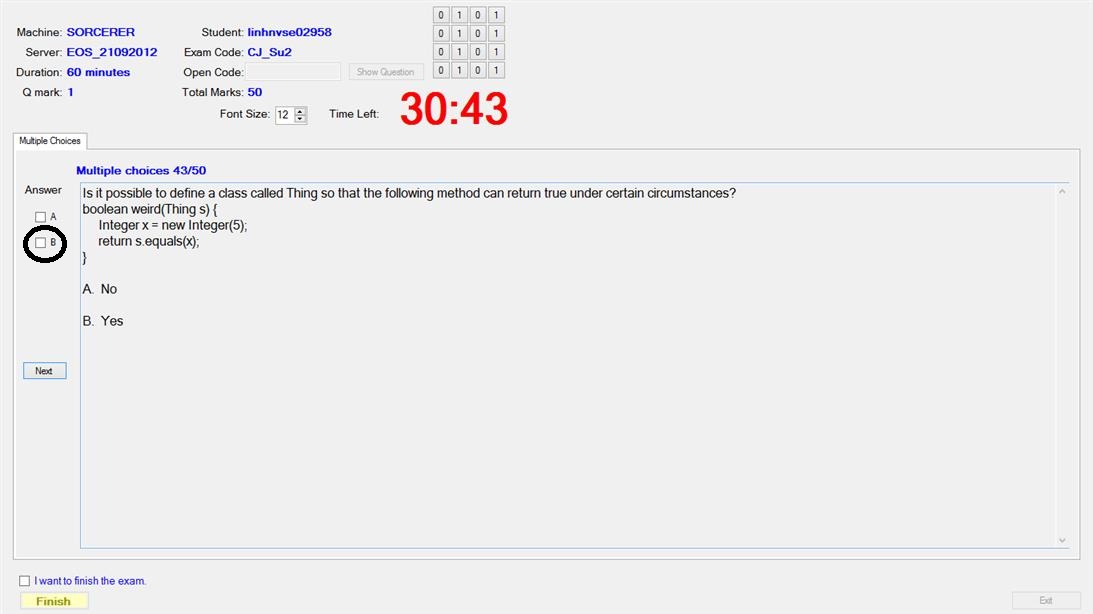 Machine: SORCERER Student: linhnvse02958 0 1 0 1
Server: EOS_21092012 Exam Code: CJ_Su2 0 1 0 1
Duration: 60 minutes Open Code: Show Question 0 1 0 1
Q mark: 1 Total Marks: 50 0 1 0 1
Font Size: 12 Time Left: 30:43
Multiple Choices
Multiple choices 43/50
Answer
A
B
Is it possible to define a class called Thing so that the following method can return true under certain circumstances?
boolean weird(Thing s) {
Integer x = new Integer(5);
return s.equals(x);
}
A. No
B. Yes
Next
I want to finish the exam.
Finish
Exit